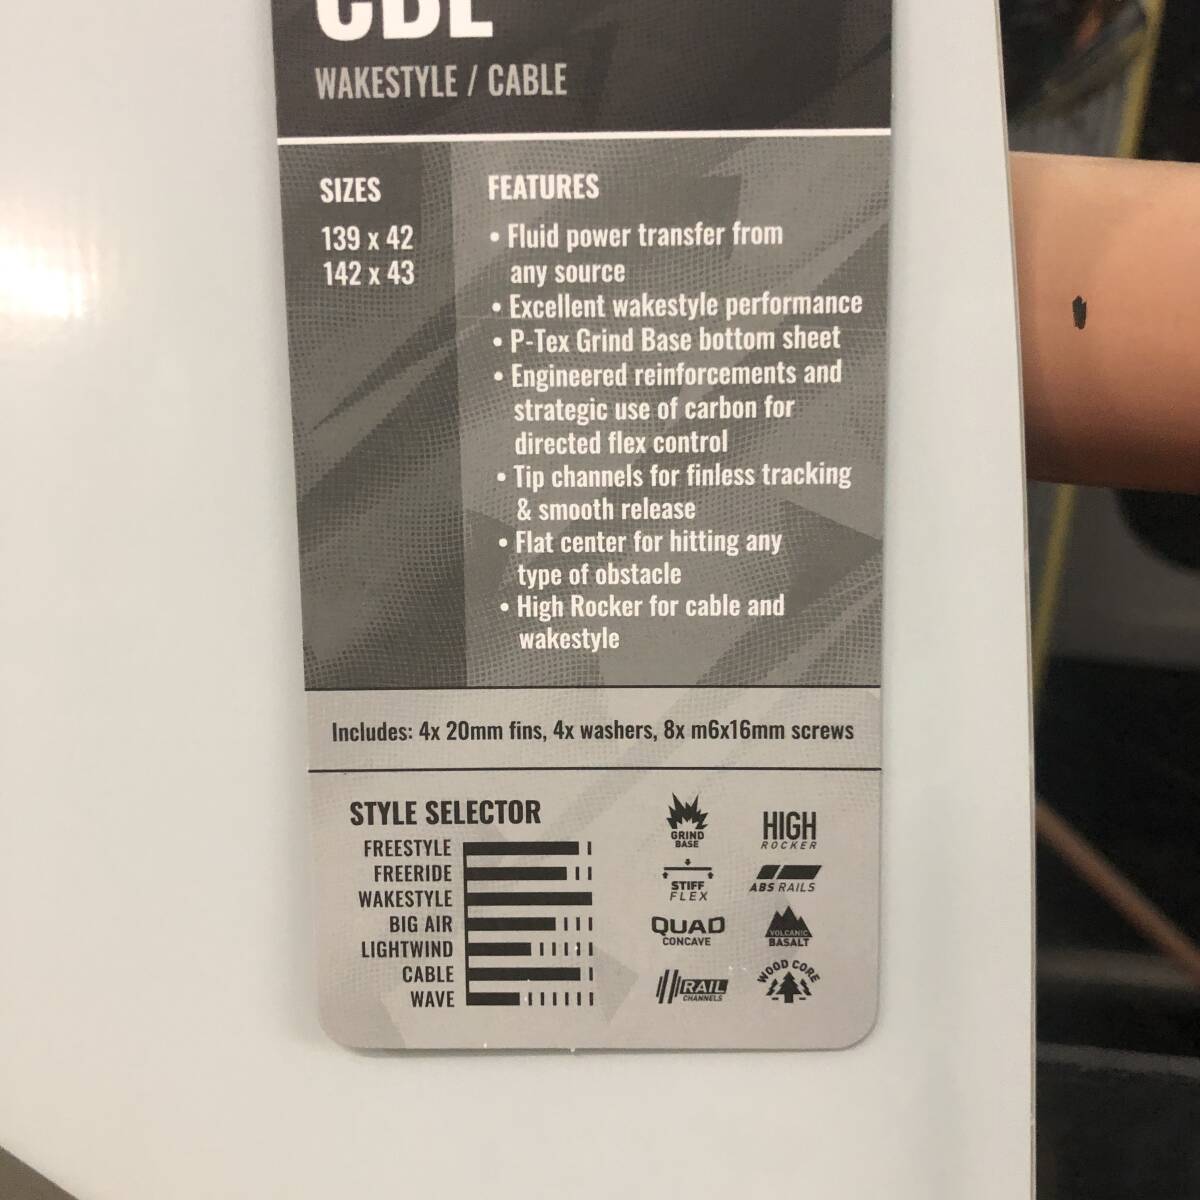 CBL
WAKESTYLE / CABLE
SIZES
139 x 42
142 x 43
FEATURES
• Fluid power transfer from
any source
• Excellent wakestyle performance
• P-Tex Grind Base bottom sheet
• Engineered reinforcements and
strategic use of carbon for
directed flex control
• Tip channels for finless tracking
& smooth release
• Flat center for hitting any
type of obstacle
• High Rocker for cable and
wakestyle
Includes: 4x 20mm fins, 4x washers, 8x m6x16mm screws
STYLE SELECTOR
FREESTYLE
FREERIDE
WAKESTYLE
BIG AIR
LIGHTWIND
CABLE
WAVE
GRIND
BASE
HIGH
ROCKER
STIFF
FLEX
ABS RAILS
QUAD
CONCAVE
VOLCANIC
BASALT
RAIL
CHANNELS
WOOD CORE